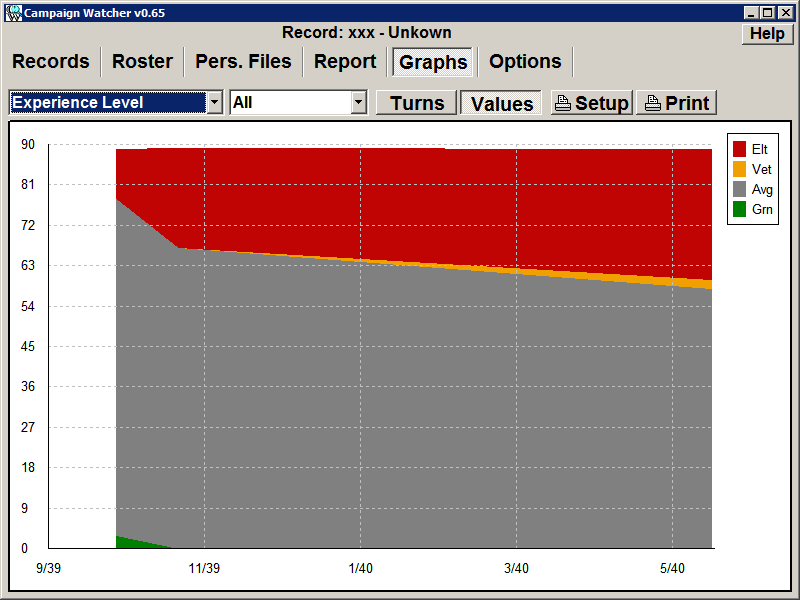 Campaign Watcher v0.65
Record: xxx - Unkown
Help
Records Roster Pers. Files Report Graphs Options
Experience Level All Turns Values Setup Print
90
81
72
63
54
45
36
27
18
9
0
9/39 11/39 1/40 3/40 5/40
Elt
Vet
Avg
Grn